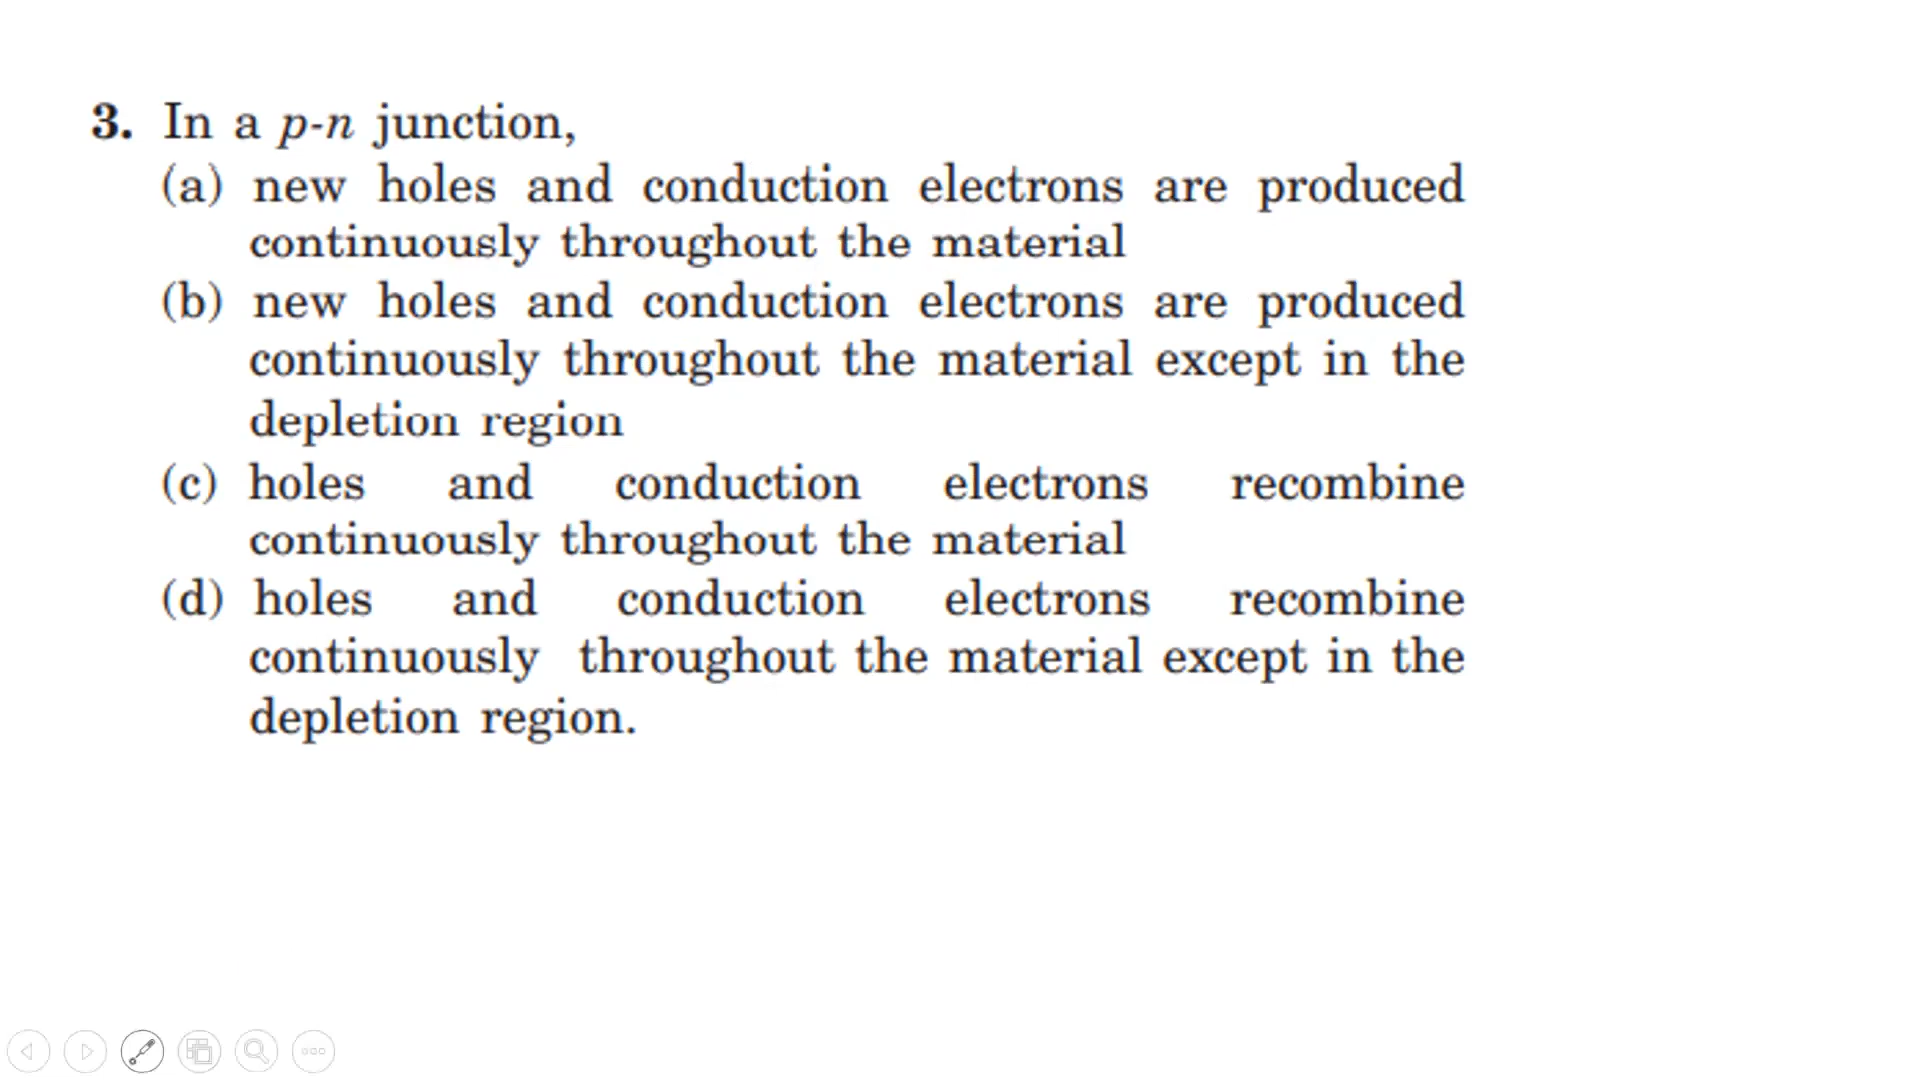 3. In a p-n junction,
(a) new holes and conduction electrons are produced
continuously throughout the material
(b) new holes and conduction electrons are produced
continuously throughout the material except in the
depletion region
(c) holes and conduction electrons recombine
continuously throughout the material
(d) holes and conduction electrons recombine
continuously throughout the material except in the
depletion region.